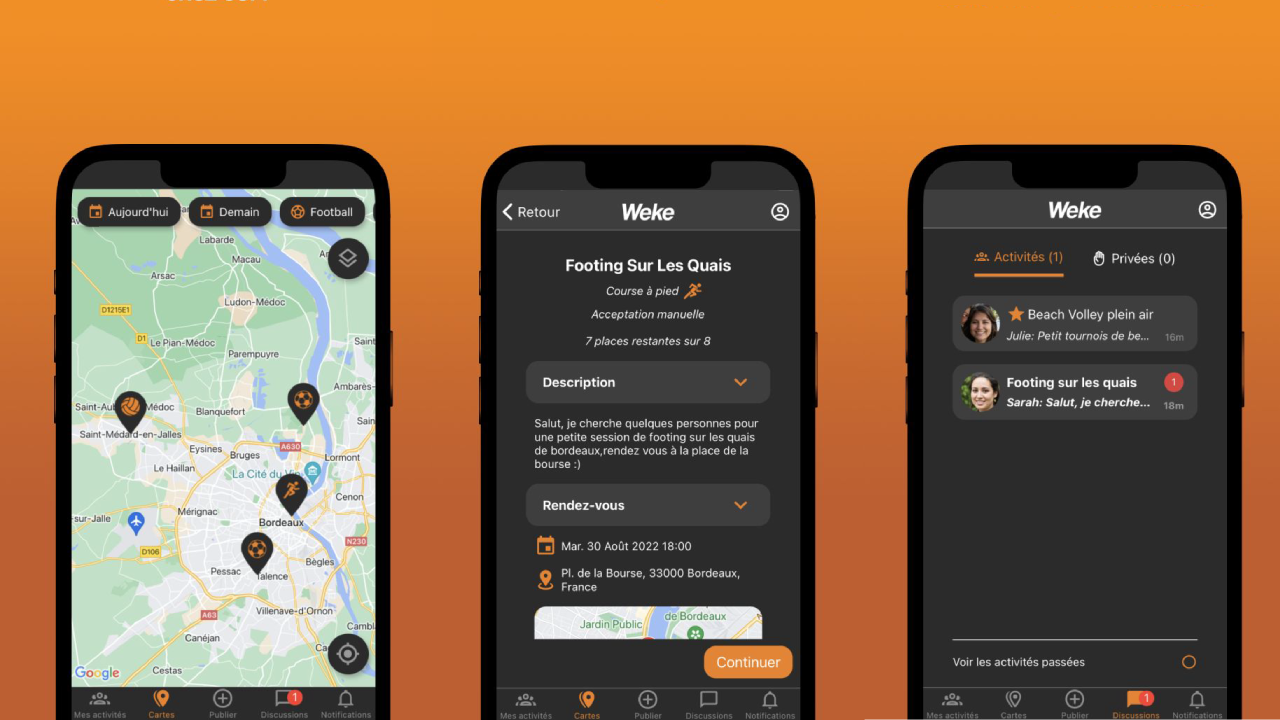 Aujourd'hui
Demain
Football
Labarde
Macau
Arsac
Ludon-Médoc
D1215E1
D1
Le Pian-Médoc
Parempuyre
Saint
Ambarès-
Saint-Au
Médoc
Blanquefort
Saint-Médard-en-Jalles
A630
Eysines
Bruges
Lormont
Le Haillan
La Cité du Vin
Cenon
Mérignac
-sur-Jalle
Bordeaux
D106
N230
Pessac
Talence
Bègles
A63
Villenave-d'Ornon
Canéjan
Cambl
Google
Cestas
Mes activités
Cartes
Publier
1
Discussions
Notifications
Retour
Weke
Footing Sur Les Quais
Course à pied
Acceptation manuelle
7 places restantes sur 8
Description
Salut, je cherche quelques personnes pour
une petite session de footing sur les quais
de bordeaux,rendez vous à la place de la
bourse :)
Rendez-vous
Mar. 30 Août 2022 18:00
Pl. de la Bourse, 33000 Bordeaux,
France
Jardin Public
de Bordeaux
Continuer
Mes activités
Cartes
Publier
Discussions
Notifications
Weke
Activités (1)
Privées (0)
Beach Volley plein air
Julie: Petit tournois de be...
16m
Footing sur les quais
1
Sarah: Salut, je cherche...
18m
Voir les activités passées
Mes activités
Cartes
Publier
1
Discussions
Notifications